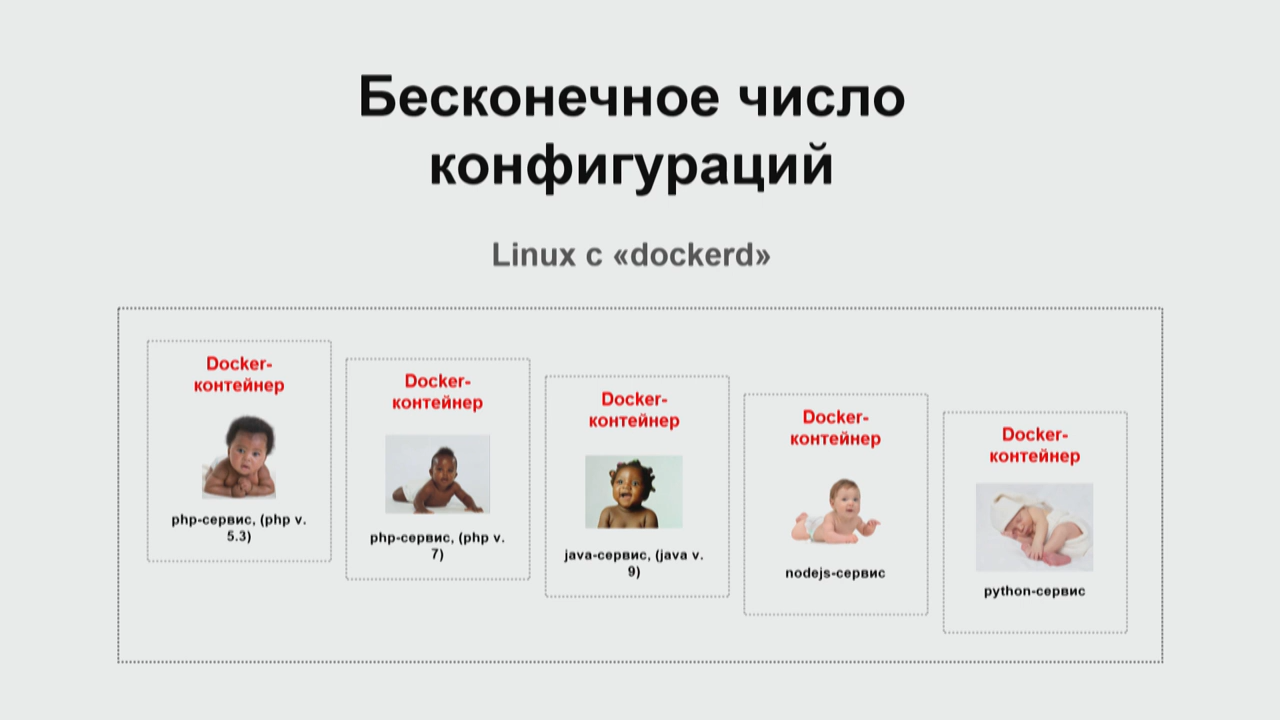 Бесконечное число
конфигураций
Linux с «dockerd»
Docker-
контейнер
php-сервис, (php v.
5.3)
Docker-
контейнер
php-сервис, (php v.
7)
Docker-
контейнер
java-сервис, (java v.
9)
Docker-
контейнер
nodejs-сервис
Docker-
контейнер
python-сервис